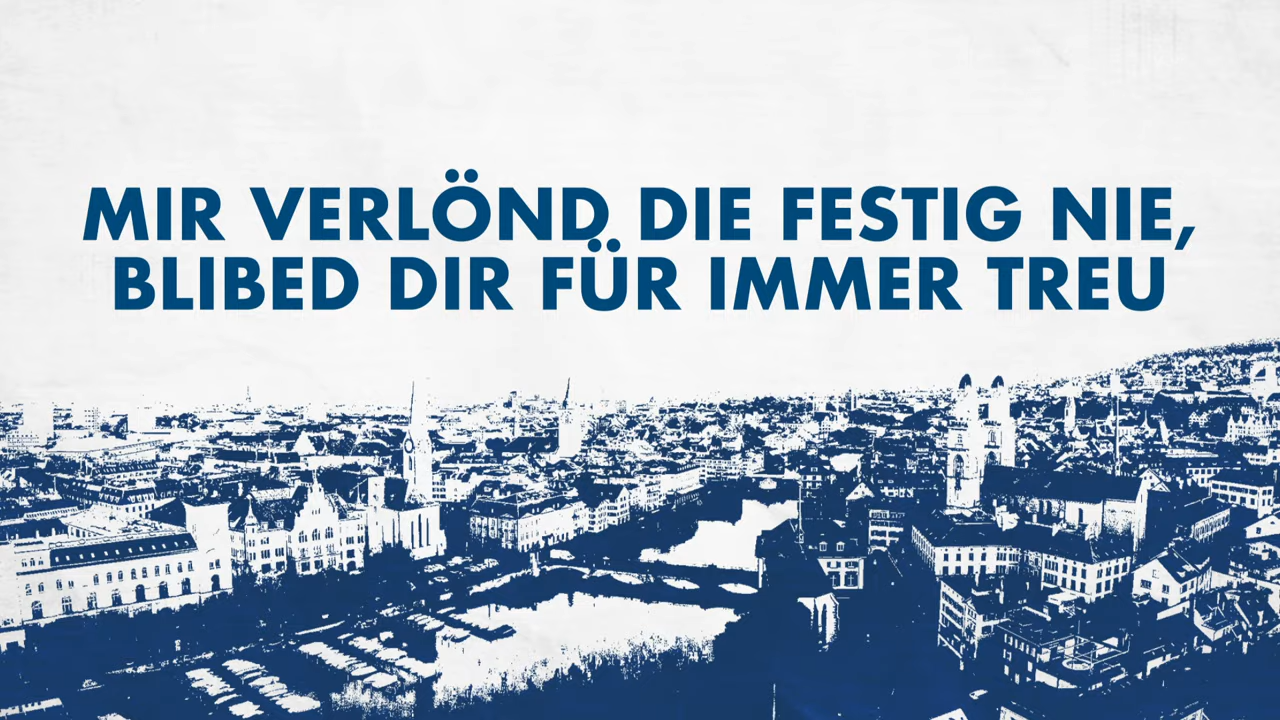 MIR VERLÖND DIE FESTIG NIE,
BLIBED DIR FÜR IMMER TREU